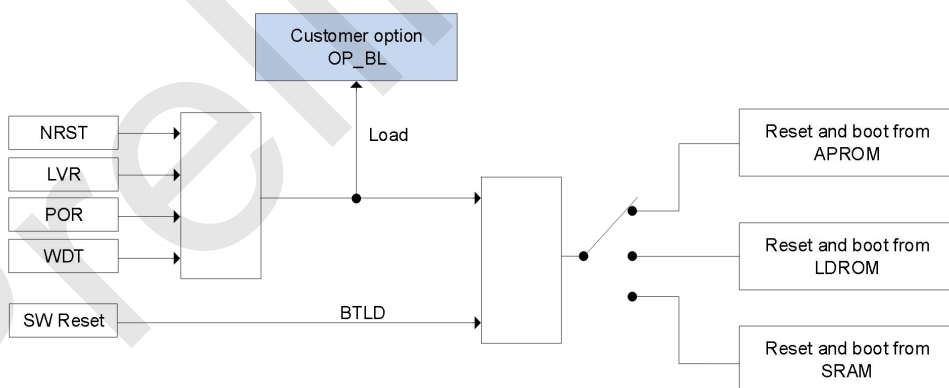 Customer option
OP_BL
NRST
LVR
POR
WDT
SW Reset
Load
BTLD
Reset and boot from
APROM
Reset and boot from
LDROM
Reset and boot from
SRAM